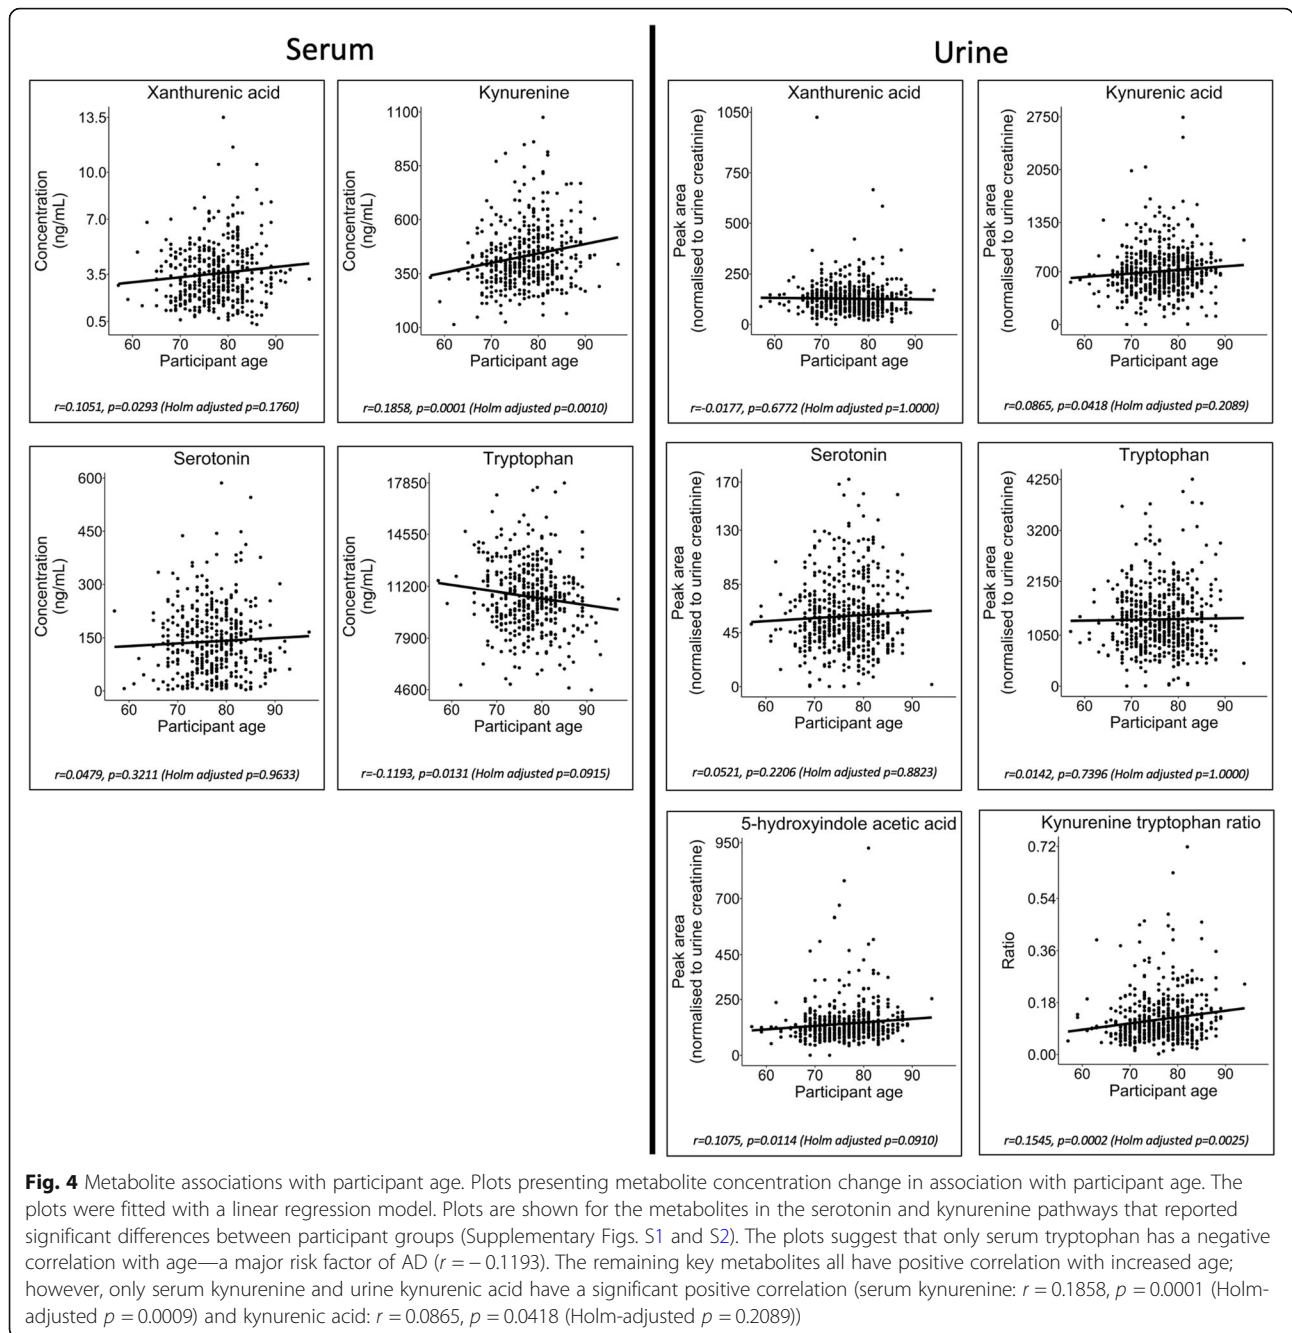 Serum
Xanthurenic acid
Concentration
(ng/mL)
13.5
10.0
7.0
3.5
0.5
60 70 80 90
Participant age
r=0.1051, p=0.0293 (Holm adjusted p=0.1760)
Kynurenine
Concentration
(ng/mL)
1100
850
600
350
100
60 70 80 90
Participant age
r=0.1858, p=0.0001 (Holm adjusted p=0.0010)
Serotonin
Concentration
(ng/mL)
600
450
300
150
0
60 70 80 90
Participant age
r=0.0479, p=0.3211 (Holm adjusted p=0.9633)
Tryptophan
Concentration
(ng/mL)
17850
14550
11200
7900
4600
60 70 80 90
Participant age
r=-0.1193, p=0.0131 (Holm adjusted p=0.0915)
Urine
Xanthurenic acid
Peak area
(normalised to urine creatinine)
1050
750
500
250
0
60 70 80 90
Participant age
r=-0.0177, p=0.6772 (Holm adjusted p=1.0000)
Kynurenic acid
Peak area
(normalised to urine creatinine)
2750
2050
1350
700
0
60 70 80 90
Participant age
r=0.0865, p=0.0418 (Holm adjusted p=0.2089)
Serotonin
Peak area
(normalised to urine creatinine)
170
130
85
45
0
60 70 80 90
Participant age
r=0.0521, p=0.2206 (Holm adjusted p=0.8823)
Tryptophan
Peak area
(normalised to urine creatinine)
4250
3200
2150
1050
0
60 70 80 90
Participant age
r=0.0142, p=0.7396 (Holm adjusted p=1.0000)
5-hydroxyindole acetic acid
Peak area
(normalised to urine creatinine)
950
700
450
250
0
60 70 80 90
Participant age
r=0.1075, p=0.0114 (Holm adjusted p=0.0910)
Kynurenine tryptophan ratio
Ratio
0.72
0.54
0.36
0.18
0.00
60 70 80 90
Participant age
r=0.1545, p=0.0002 (Holm adjusted p=0.0025)
Fig. 4 Metabolite associations with participant age. Plots presenting metabolite concentration change in association with participant age. The
plots were fitted with a linear regression model. Plots are shown for the metabolites in the serotonin and kynurenine pathways that reported
significant differences between participant groups (Supplementary Figs. S1 and S2). The plots suggest that only serum tryptophan has a negative
correlation with age—a major risk factor of AD (r = − 0.1193). The remaining key metabolites all have positive correlation with increased age;
however, only serum kynurenine and urine kynurenic acid have a significant positive correlation (serum kynurenine: r = 0.1858, p = 0.0001 (Holm-
adjusted p = 0.0009) and kynurenic acid: r = 0.0865, p = 0.0418 (Holm-adjusted p = 0.2089))